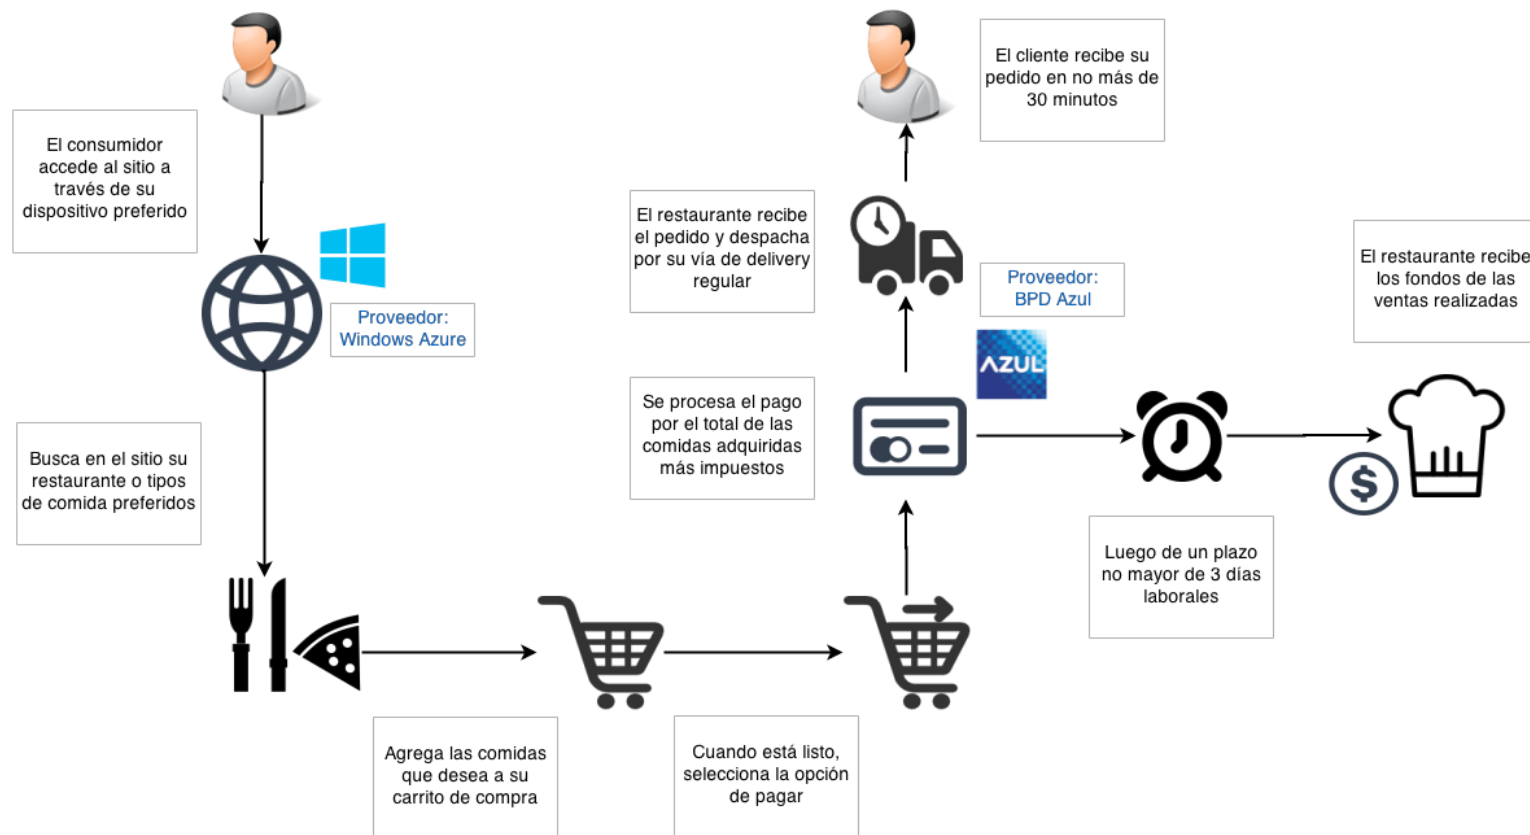 El consumidor
accede al sitio a
través de su
dispositivo preferido
Proveedor:
Windows Azure
Busca en el sitio su
restaurante o tipos
de comida preferidos
Agrega las comidas
que desea a su
carrito de compra
Cuando está listo,
selecciona la opción
de pagar
Se procesa el pago
por el total de las
comidas adquiridas
más impuestos
Proveedor:
BPD Azul
AZUL
El restaurante recibe
el pedido y despacha
por su vía de delivery
regular
El cliente recibe su
pedido en no más de
30 minutos
Luego de un plazo
no mayor de 3 días
laborales
El restaurante recibe
los fondos de las
ventas realizadas
$